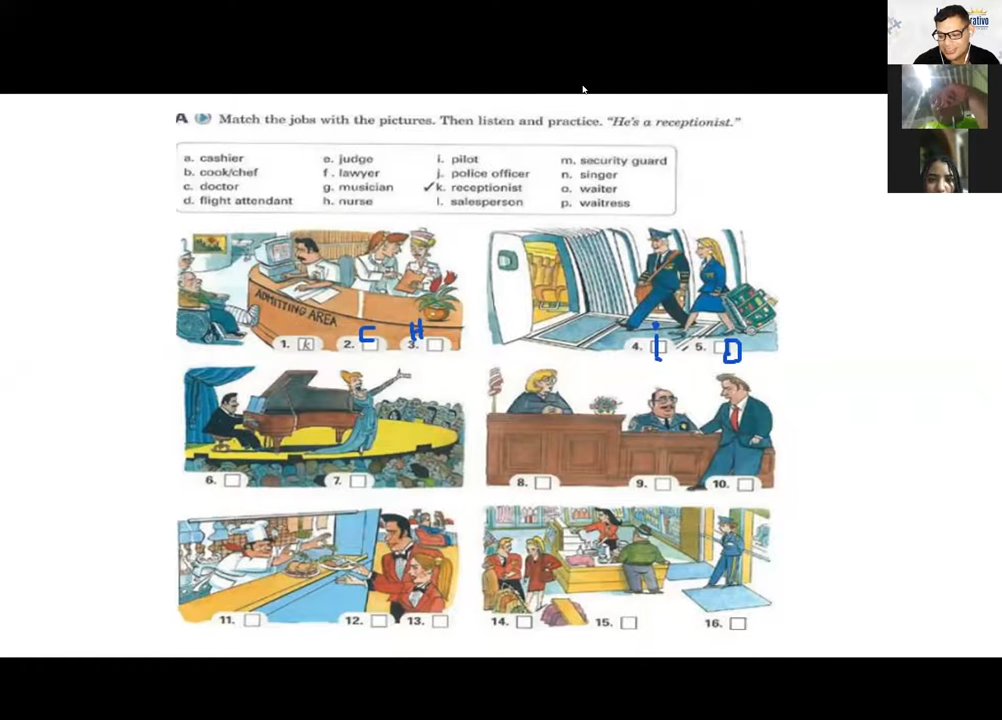 A Match the jobs with the pictures. Then listen and practice. "He's a receptionist."
a. cashier
b. cook/chef
c. doctor
d. flight attendant
e. judge
f. lawyer
g. musician
h. nurse
i. pilot
j. police officer
✓k. receptionist
l. salesperson
m. security guard
n. singer
o. waiter
p. waitress
ADMITTING AREA
1. k 2. C 3. H
4. i 5. D
6. 7.
8. 9. 10.
11. 12. 13.
14. 15. 16.